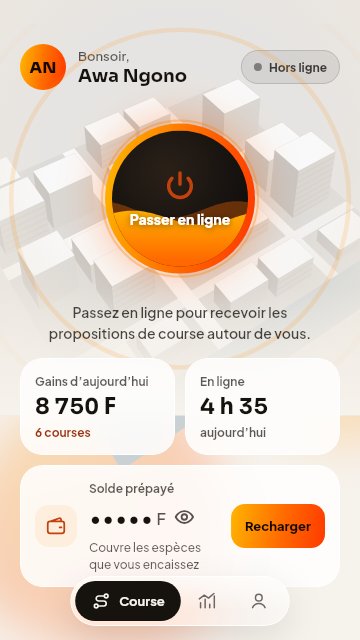 AN
Bonsoir,
Awa Ngono
Hors ligne
Passer en ligne
Passez en ligne pour recevoir les
propositions de course autour de vous.
Gains d’aujourd’hui
8 750 F
6 courses
En ligne
4 h 35
aujourd’hui
Solde prépayé
●●●●● F
Couvre les espèces
que vous encaissez
Recharger
Course